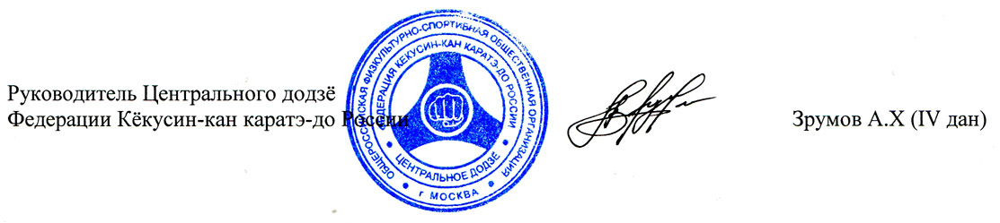 Руководитель Центрального додзё
Федерации Кёкусин-кан каратэ-до России
ОБЩЕРОССИЙСКАЯ ФИЗКУЛЬТУРНО-СПОРТИВНАЯ ОБЩЕСТВЕННАЯ ОРГАНИЗАЦИЯ
ФЕДЕРАЦИЯ КЕКУСИН-КАН КАРАТЭ-ДО РОССИИ
ЦЕНТРАЛЬНОЕ ДОДЗЁ
г МОСКВА
Зрумов А.Х (IV дан)